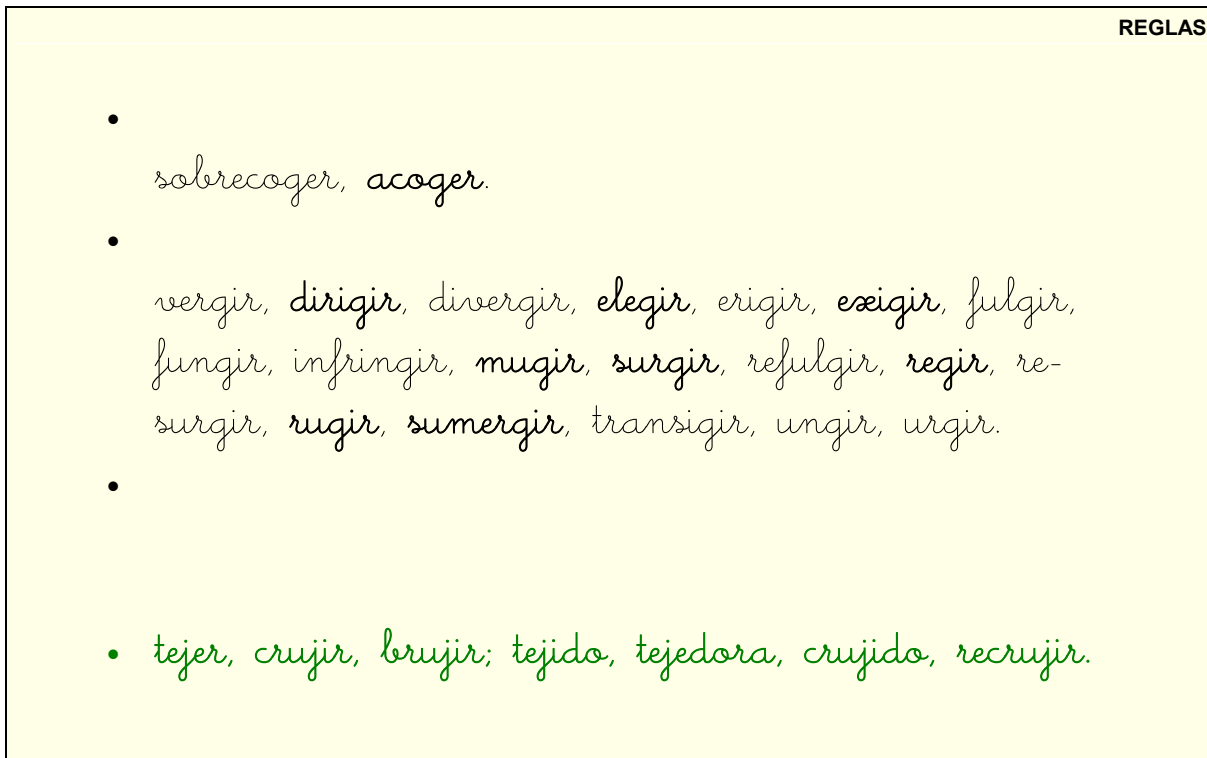 REGLAS
•
sobrecoger, acoger.
•
vergir, dirigir, divergir, elegir, erigir, exigir, fulgir,
fungir, infringir, mugir, surgir, refulgir, regir, re-
surgir, rugir, sumergir, transigir, ungir, urgir.
•
• tejer, crujir, brujir; tejido, tejedora, crujido, recrujir.